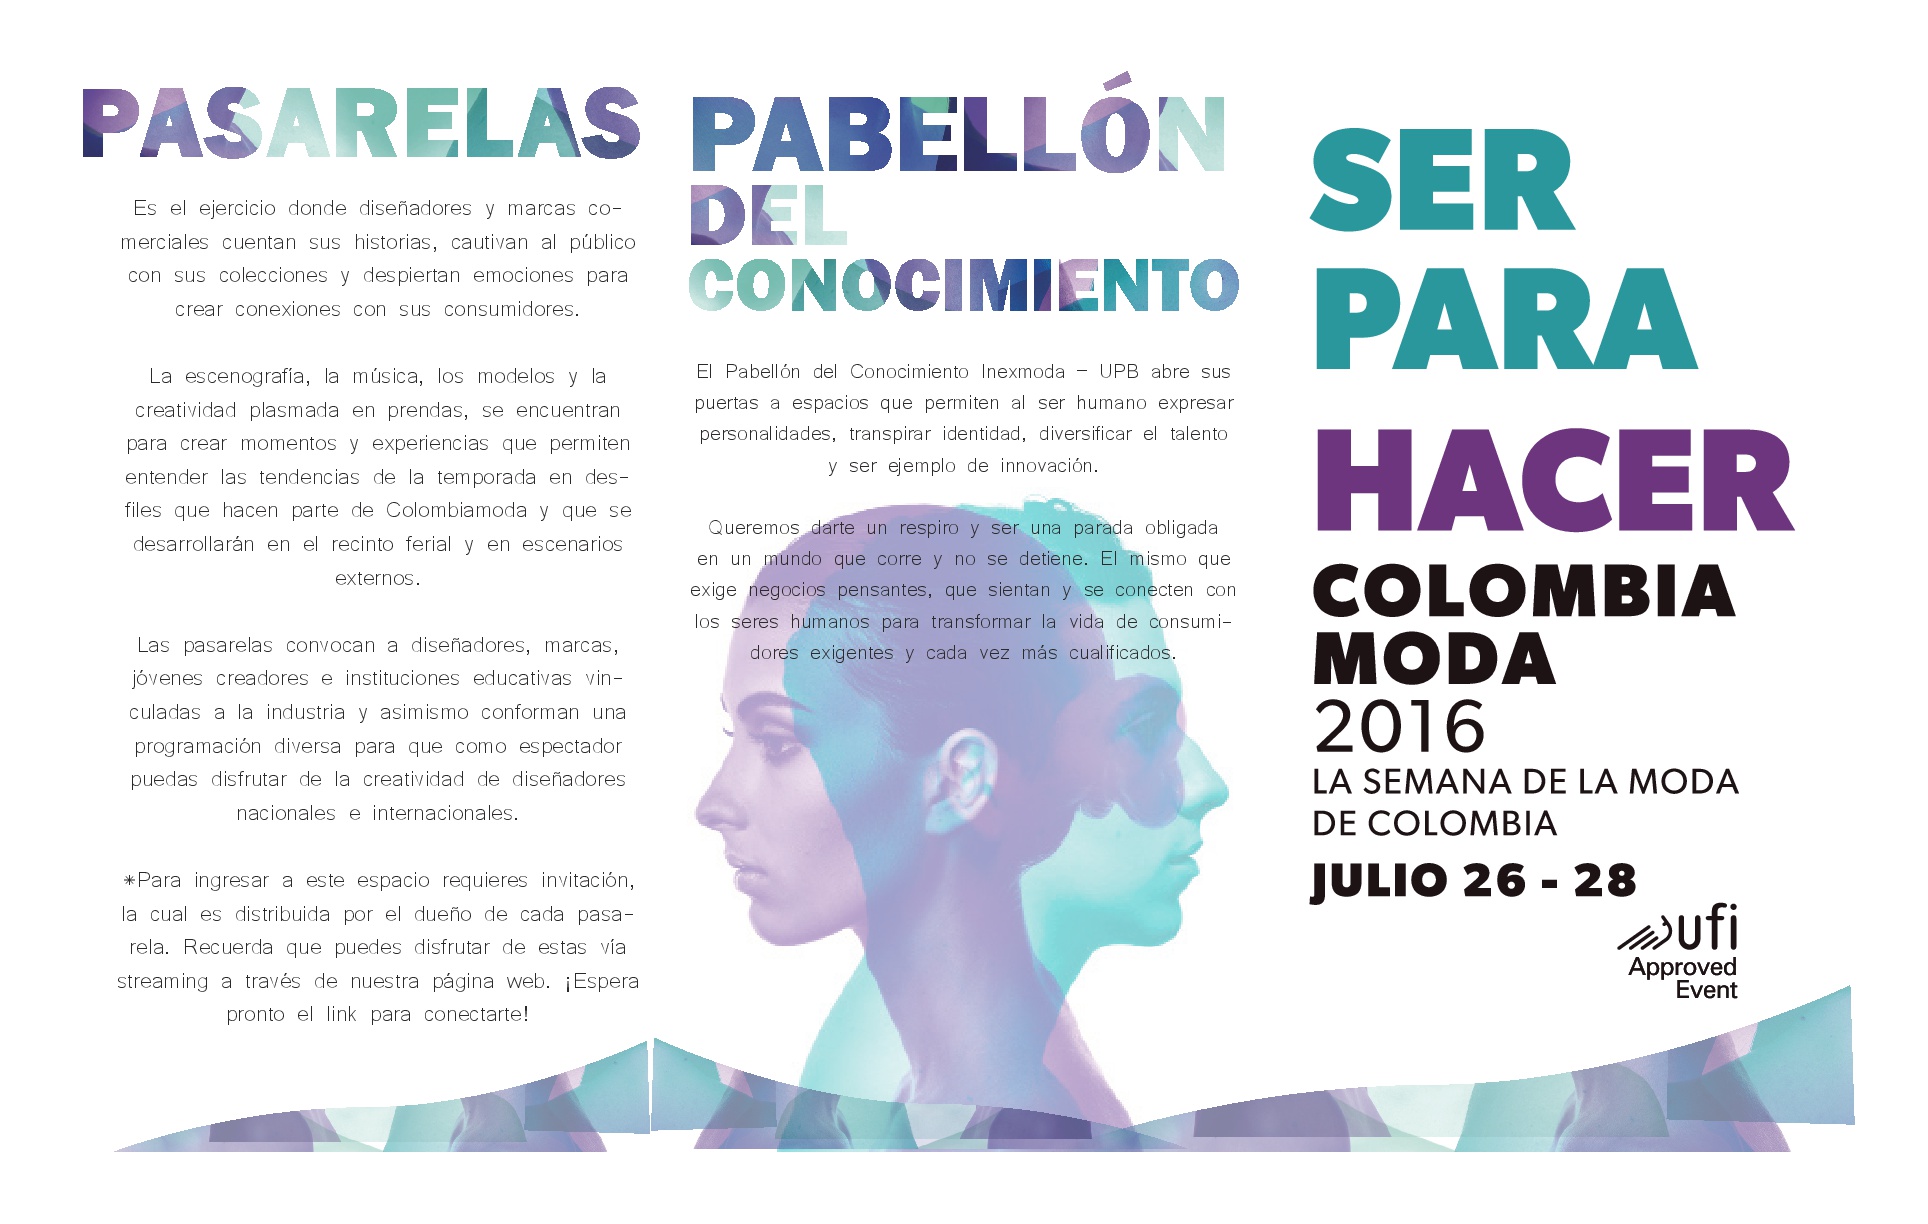 PASARELAS
Es el ejercicio donde diseñadores y marcas co-
merciales cuentan sus historias, cautivan al público
con sus colecciones y despiertan emociones para
crear conexiones con sus consumidores.
La escenografía, la música, los modelos y la
creatividad plasmada en prendas, se encuentran
para crear momentos y experiencias que permiten
entender las tendencias de la temporada en des-
files que hacen parte de Colombiamoda y que se
desarrollarán en el recinto ferial y en escenarios
externos.
Las pasarelas convocan a diseñadores, marcas,
jóvenes creadores e instituciones educativas vin-
culadas a la industria y asimismo conforman una
programación diversa para que como espectador
puedas disfrutar de la creatividad de diseñadores
nacionales e internacionales.
*Para ingresar a este espacio requieres invitación,
la cual es distribuida por el dueño de cada pasa-
rela. Recuerda que puedes disfrutar de estas vía
streaming a través de nuestra página web. ¡Espera
pronto el link para conectarte!
PABELLÓN
DEL
CONOCIMIENTO
El Pabellón del Conocimiento Inexmoda – UPB abre sus
puertas a espacios que permiten al ser humano expresar
personalidades, transpirar identidad, diversificar el talento
y ser ejemplo de innovación.
Queremos darte un respiro y ser una parada obligada
en un mundo que corre y no se detiene. El mismo que
exige negocios pensantes, que sientan y se conecten con
los seres humanos para transformar la vida de consumi-
dores exigentes y cada vez más cualificados.
SER
PARA
HACER
COLOMBIA
MODA
2016
LA SEMANA DE LA MODA
DE COLOMBIA
JULIO 26 - 28
ufi
Approved
Event